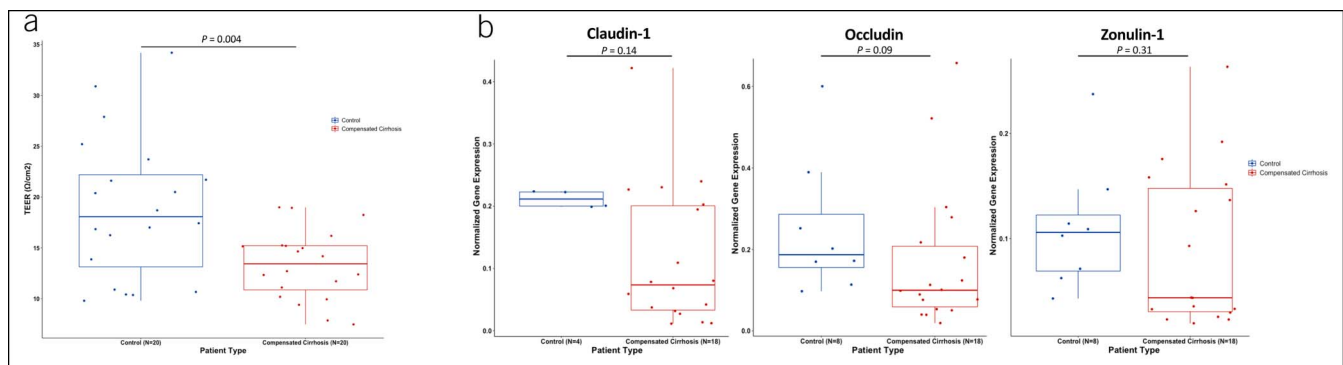 a
P = 0.004
35
30
25
20
15
10
TEER (Ω/cm2)
Control
Compensated Cirrhosis
Control (N=20)
Compensated Cirrhosis (N=20)
Patient Type
b
Claudin-1
P = 0.14
0.4
0.3
0.2
0.1
0.0
Normalized Gene Expression
Control (N=4)
Compensated Cirrhosis (N=18)
Patient Type
Occludin
P = 0.09
0.6
0.4
0.2
0.0
Normalized Gene Expression
Control (N=8)
Compensated Cirrhosis (N=18)
Patient Type
Zonulin-1
P = 0.31
0.2
0.1
Normalized Gene Expression
Control (N=8)
Compensated Cirrhosis (N=18)
Patient Type
Control
Compensated Cirrhosis